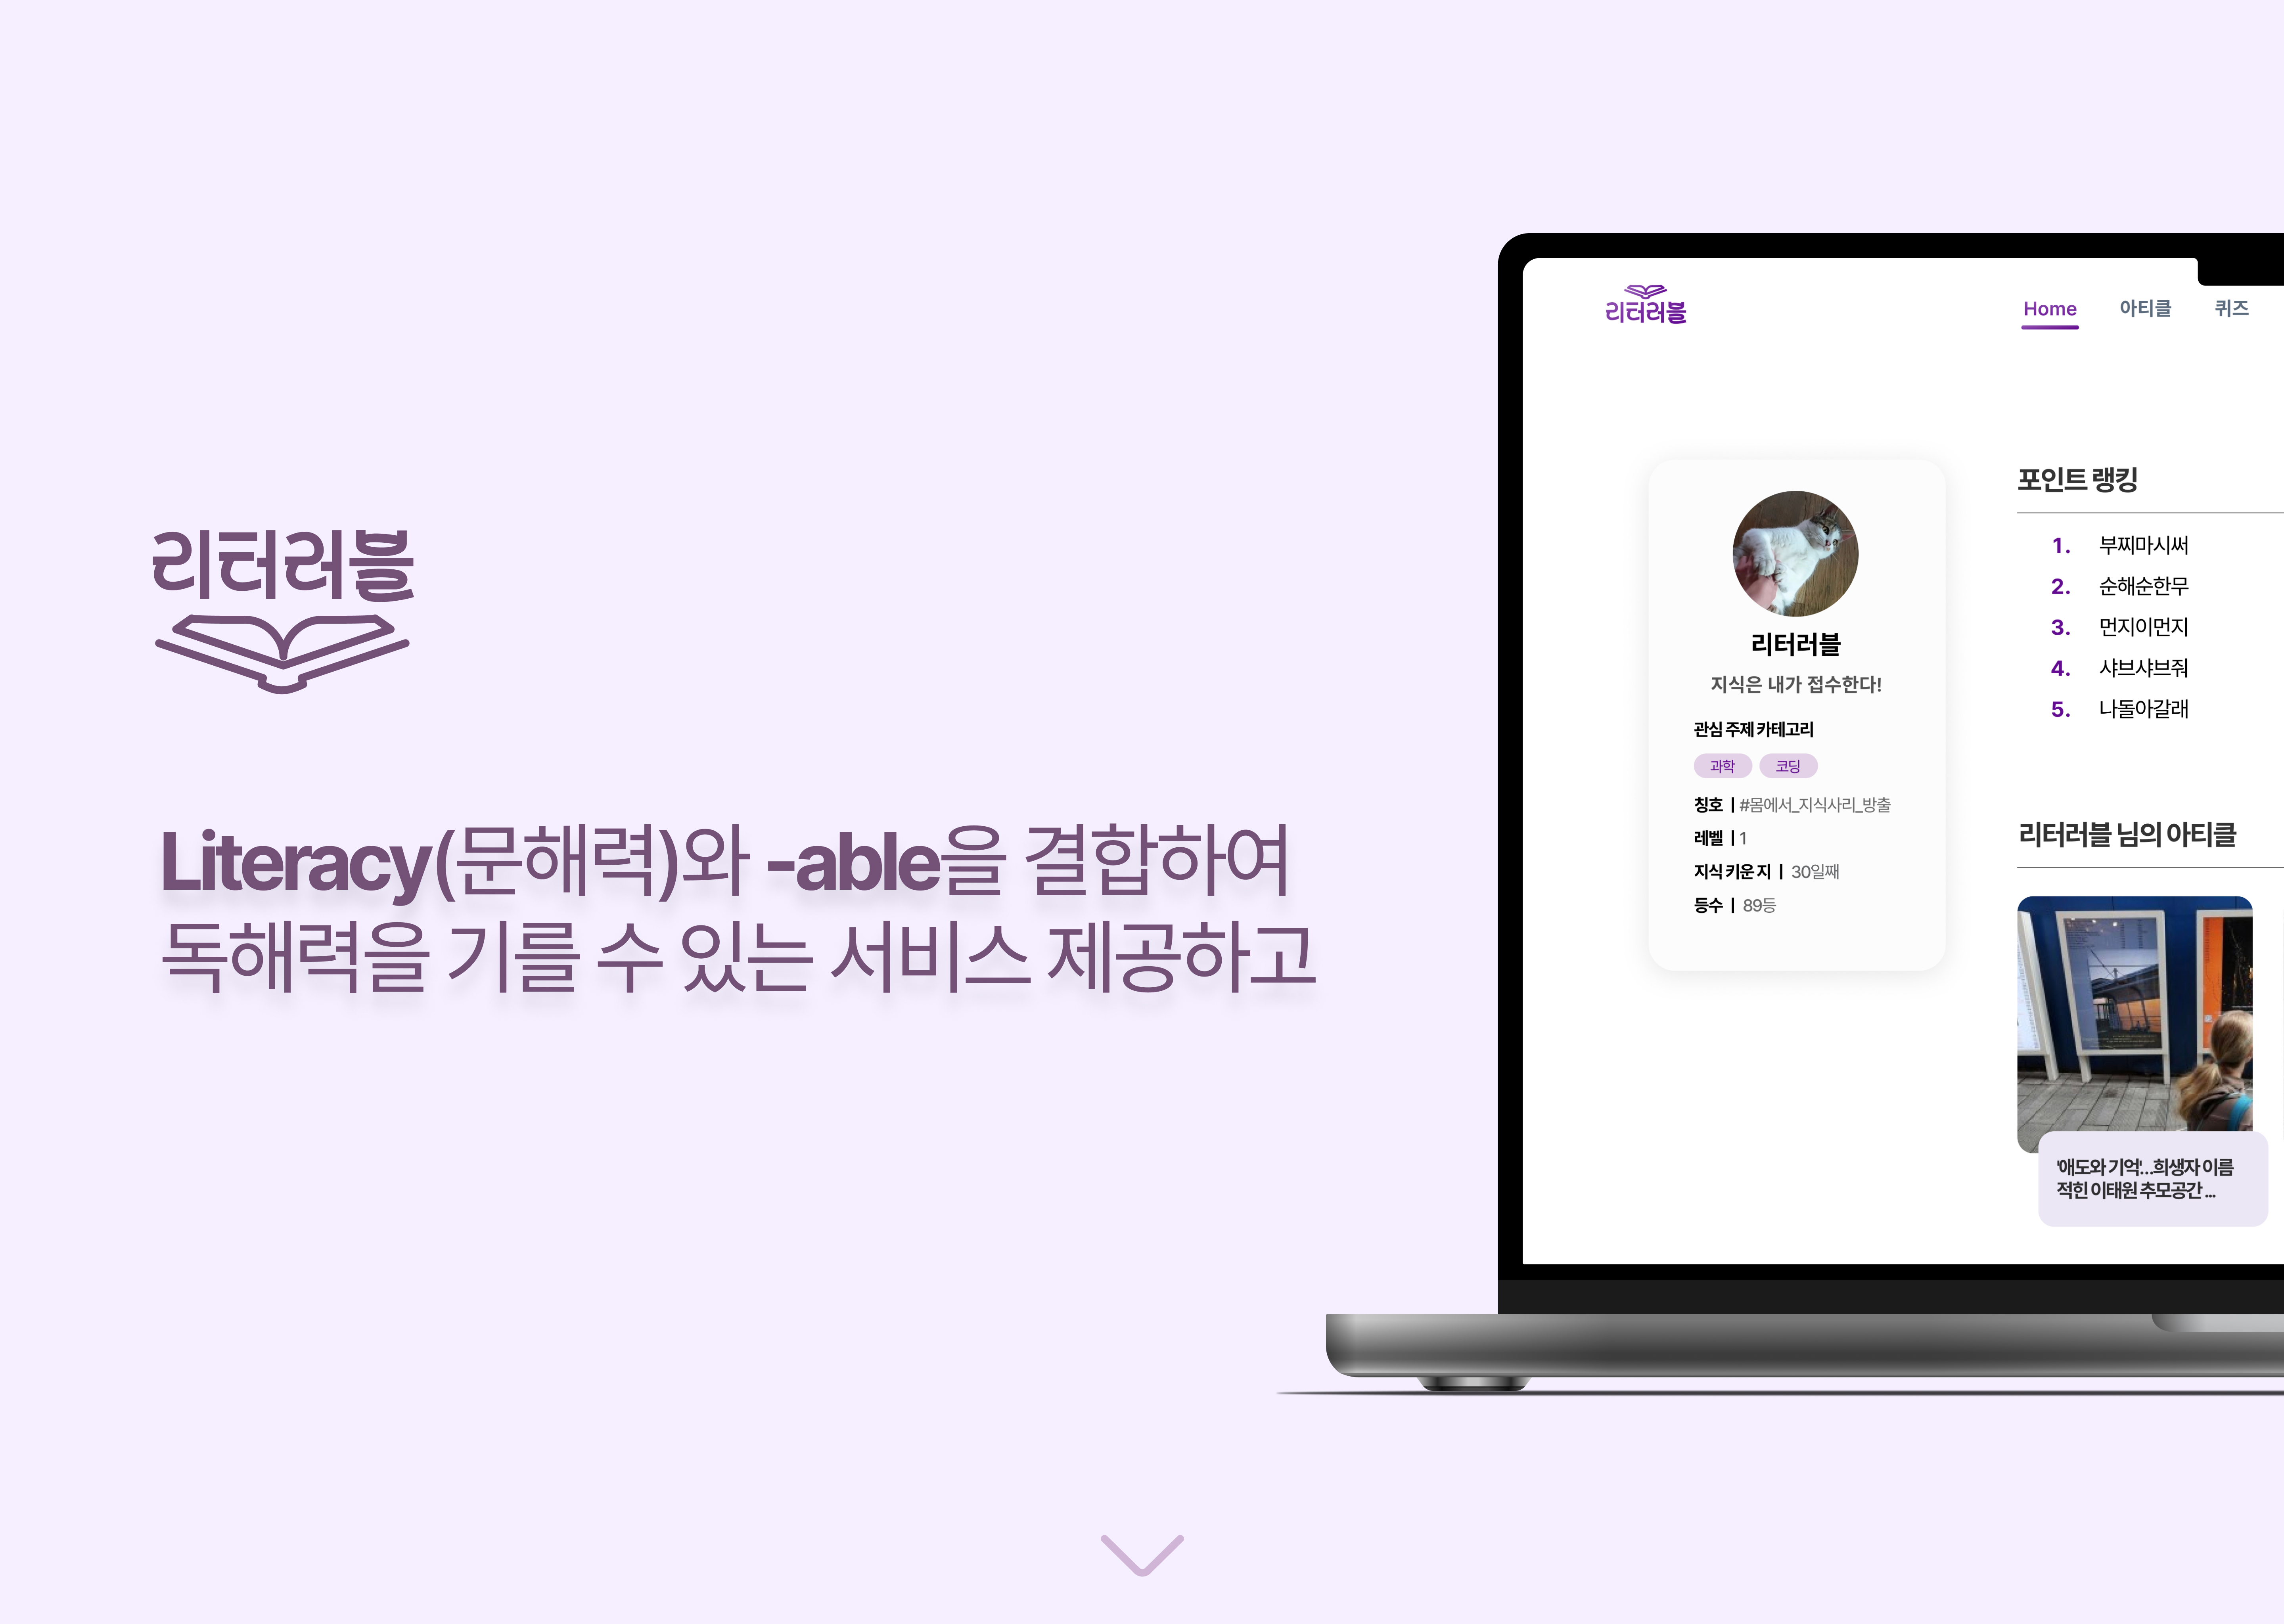 리터러블
Literacy(문해력)와 -able을 결합하여
독해력을 기를 수 있는 서비스 제공하고
리터러블
Home 아티클 퀴즈
리터러블
지식은 내가 접수한다!
관심 주제 카테고리
과학 코딩
칭호 | #몸에서_지식사리_방출
레벨 | 1
지식 키운 지 | 30일째
등수 | 89등
포인트 랭킹
1. 부찌마시써
2. 순해순한무
3. 먼지이먼지
4. 샤브샤브줘
5. 나돌아갈래
리터러블 님의 아티클
'애도와 기억'...희생자 이름
적힌 이태원 추모공간 ...